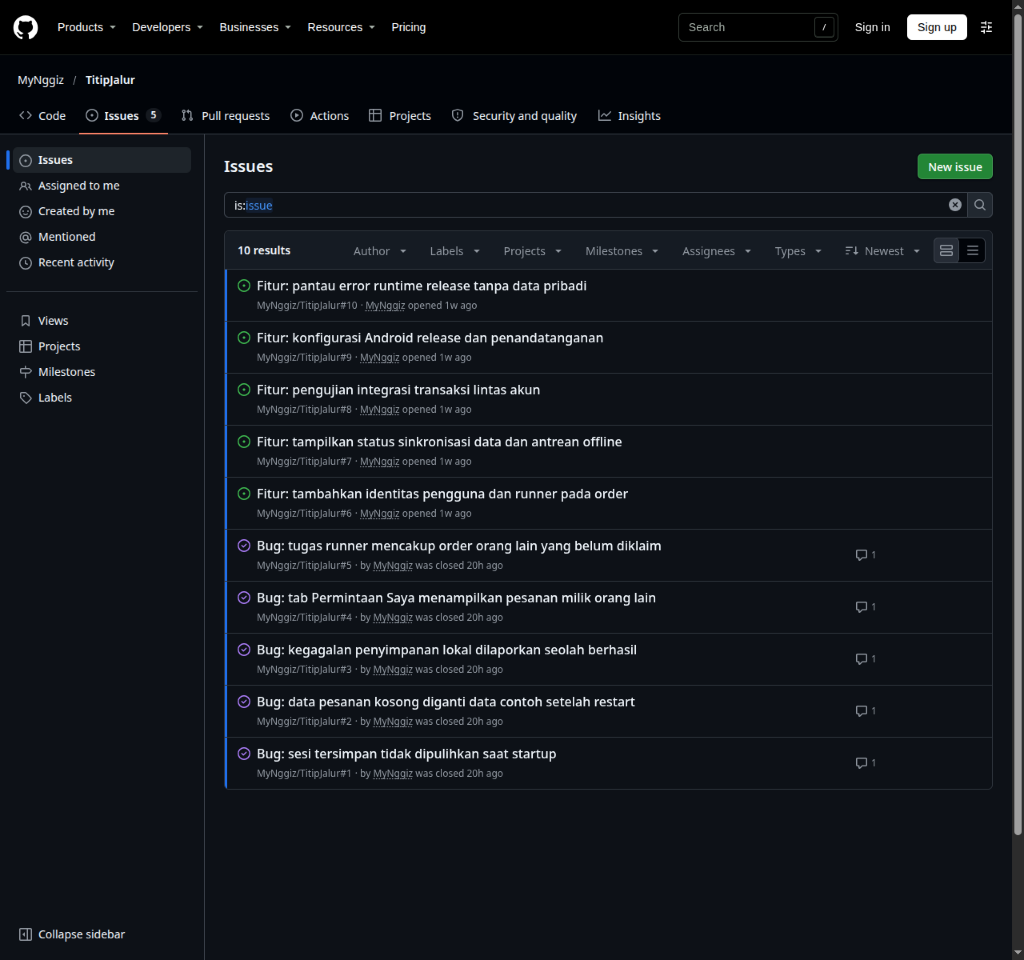 Products Developers Businesses Resources Pricing Search / Sign in Sign up
MyNggiz / TitipJalur
Code Issues 5 Pull requests Actions Projects Security and quality Insights
Issues
Assigned to me
Created by me
Mentioned
Recent activity
Views
Projects
Milestones
Labels
Collapse sidebar
Issues New issue
is:issue
10 results Author Labels Projects Milestones Assignees Types Newest
Fitur: pantau error runtime release tanpa data pribadi
MyNggiz/TitipJalur#10 · MyNggiz opened 1w ago
Fitur: konfigurasi Android release dan penandatanganan
MyNggiz/TitipJalur#9 · MyNggiz opened 1w ago
Fitur: pengujian integrasi transaksi lintas akun
MyNggiz/TitipJalur#8 · MyNggiz opened 1w ago
Fitur: tampilkan status sinkronisasi data dan antrean offline
MyNggiz/TitipJalur#7 · MyNggiz opened 1w ago
Fitur: tambahkan identitas pengguna dan runner pada order
MyNggiz/TitipJalur#6 · MyNggiz opened 1w ago
Bug: tugas runner mencakup order orang lain yang belum diklaim
MyNggiz/TitipJalur#5 · by MyNggiz was closed 20h ago
1
Bug: tab Permintaan Saya menampilkan pesanan milik orang lain
MyNggiz/TitipJalur#4 · by MyNggiz was closed 20h ago
1
Bug: kegagalan penyimpanan lokal dilaporkan seolah berhasil
MyNggiz/TitipJalur#3 · by MyNggiz was closed 20h ago
1
Bug: data pesanan kosong diganti data contoh setelah restart
MyNggiz/TitipJalur#2 · by MyNggiz was closed 20h ago
1
Bug: sesi tersimpan tidak dipulihkan saat startup
MyNggiz/TitipJalur#1 · by MyNggiz was closed 20h ago
1